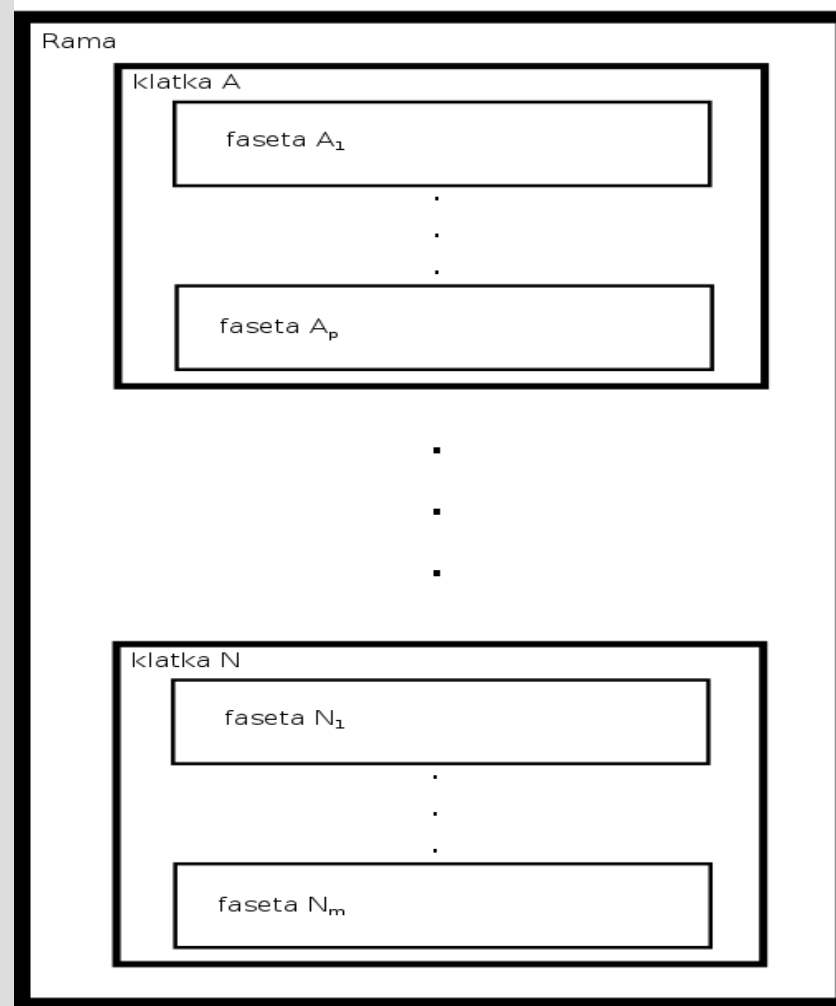 Rama
klatka A
faseta A₁
faseta Aₚ
klatka N
faseta N₁
faseta Nₘ